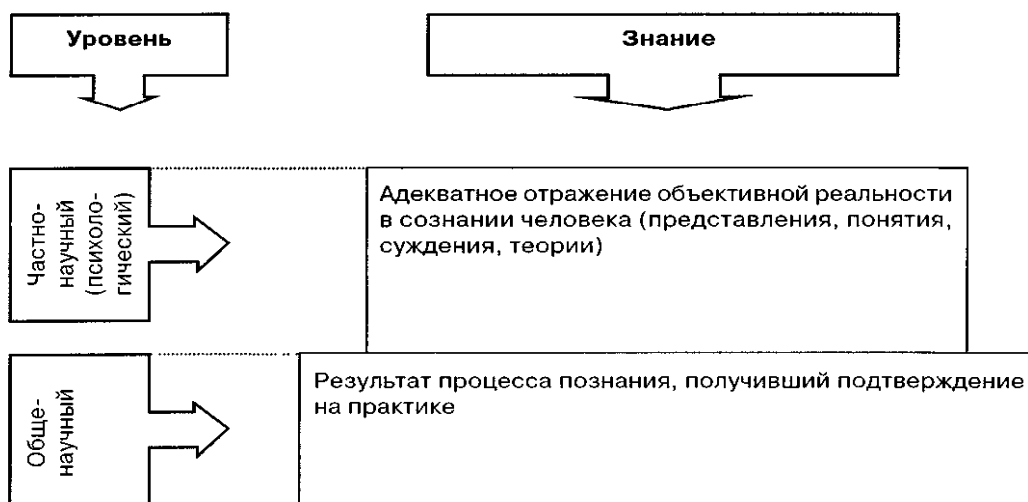 Уровень
Знание
Частно-
научный
(психоло-
гический)
Адекватное отражение объективной реальности
в сознании человека (представления, понятия,
суждения, теории)
Обще-
научный
Результат процесса познания, получивший подтверждение
на практике